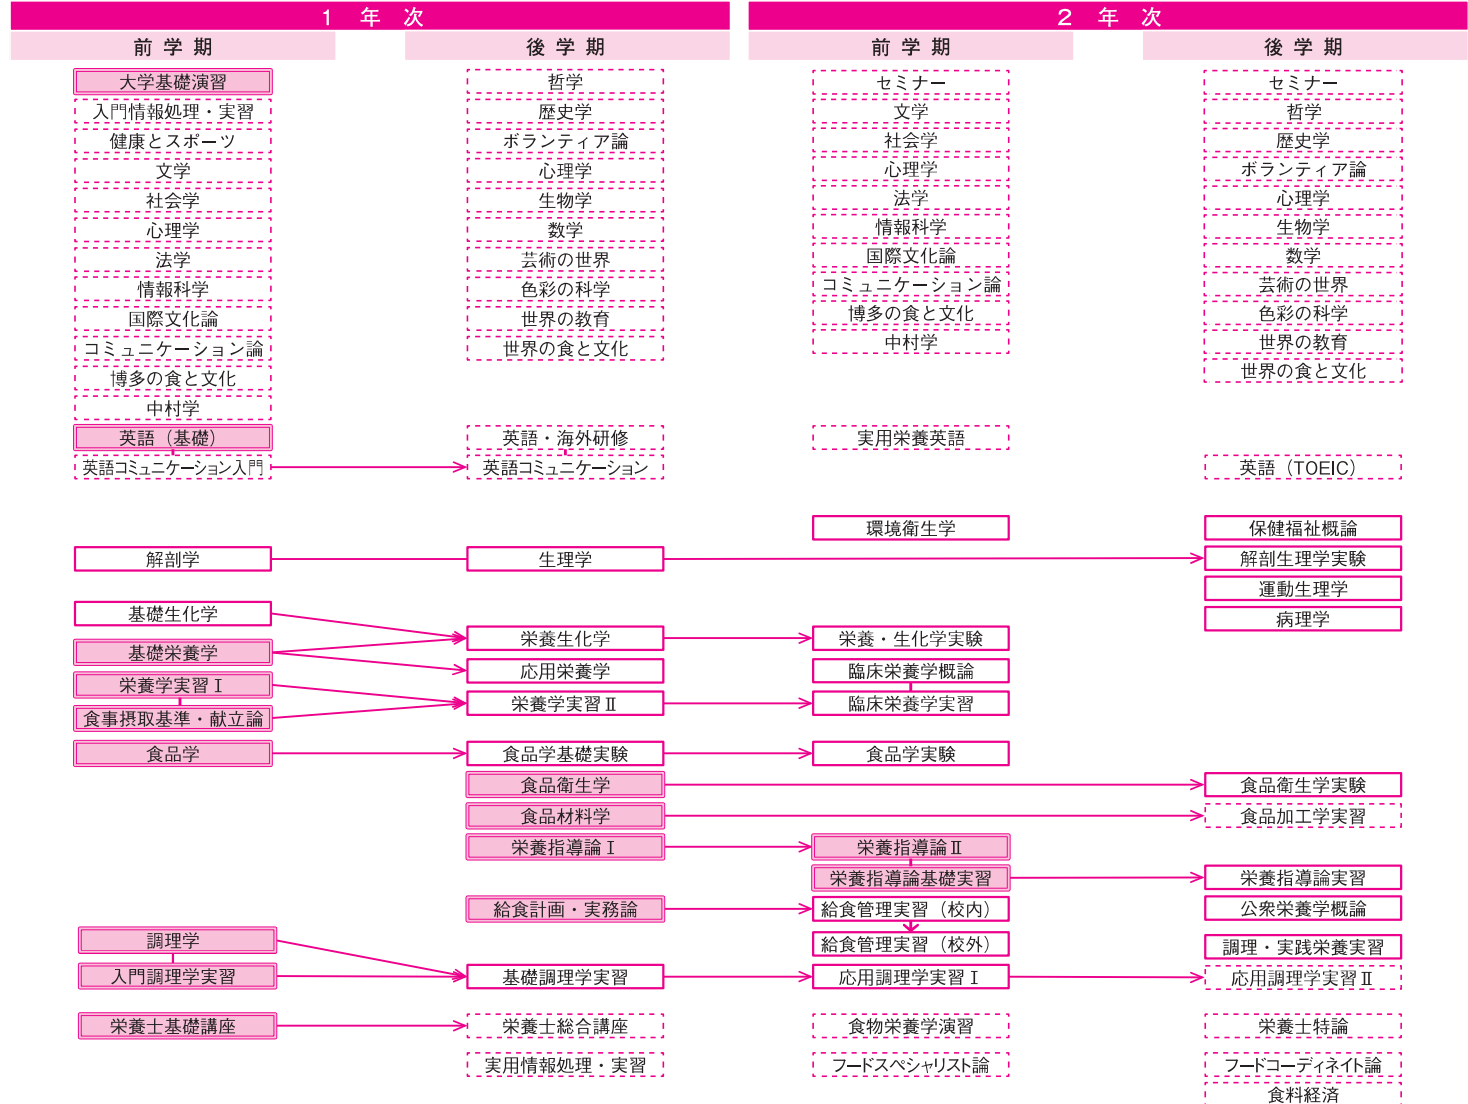 1 年 次
2 年 次
前 学 期
後 学 期
前 学 期
後 学 期
大学基礎演習
入門情報処理・実習
健康とスポーツ
文学
社会学
心理学
法学
情報科学
国際文化論
コミュニケーション論
博多の食と文化
中村学
英語（基礎）
英語コミュニケーション入門
解剖学
基礎生化学
基礎栄養学
栄養学実習Ⅰ
食事摂取基準・献立論
食品学
調理学
入門調理学実習
栄養士基礎講座
哲学
歴史学
ボランティア論
心理学
生物学
数学
芸術の世界
色彩の科学
世界の教育
世界の食と文化
英語・海外研修
英語コミュニケーション
生理学
栄養生化学
応用栄養学
栄養学実習Ⅱ
食品学基礎実験
食品衛生学
食品材料学
栄養指導論Ⅰ
給食計画・実務論
基礎調理学実習
栄養士総合講座
実用情報処理・実習
セミナー
文学
社会学
心理学
法学
情報科学
国際文化論
コミュニケーション論
博多の食と文化
中村学
実用栄養英語
環境衛生学
栄養・生化学実験
臨床栄養学概論
臨床栄養学実習
食品学実験
栄養指導論Ⅱ
栄養指導論基礎実習
給食管理実習（校内）
給食管理実習（校外）
応用調理学実習Ⅰ
食物栄養学演習
フードスペシャリスト論
セミナー
哲学
歴史学
ボランティア論
心理学
生物学
数学
芸術の世界
色彩の科学
世界の教育
世界の食と文化
英語（TOEIC）
保健福祉概論
解剖生理学実験
運動生理学
病理学
食品衛生学実験
食品加工学実習
栄養指導論実習
公衆栄養学概論
調理・実践栄養実習
応用調理学実習Ⅱ
栄養士特論
フードコーディネイト論
食料経済